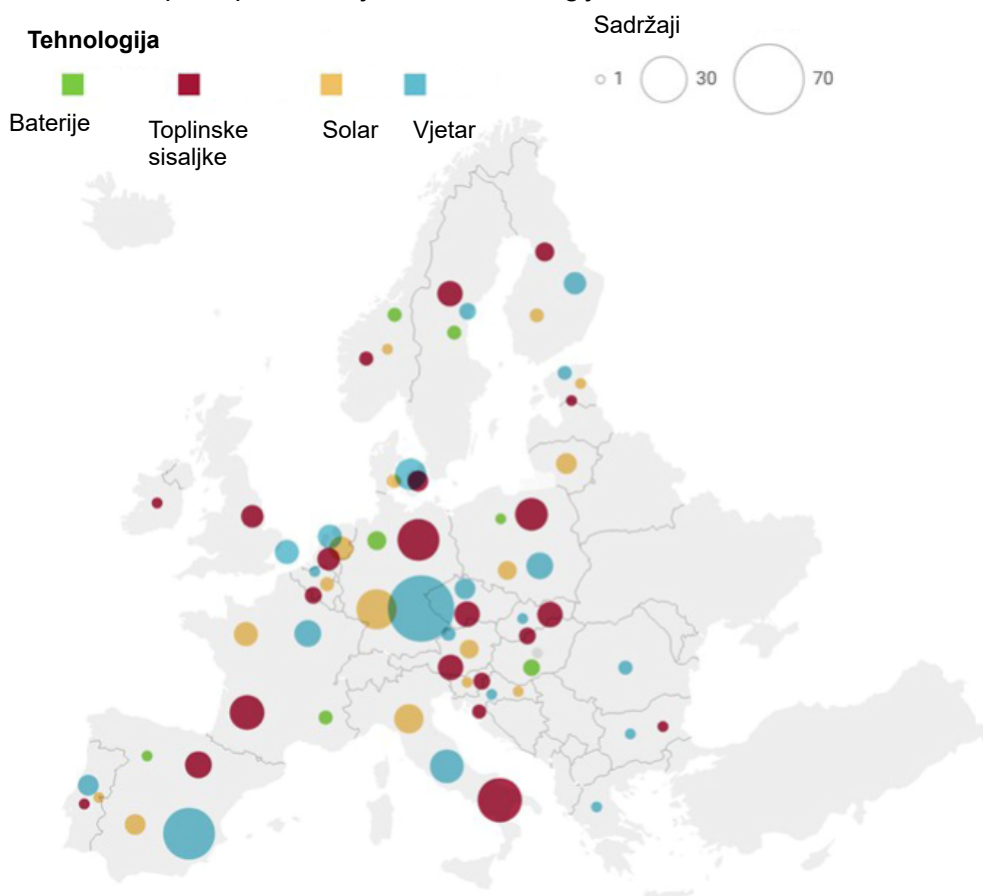 Tehnologija
Sadržaji
1
30
70
Baterije
Toplinske
sisaljke
Solar
Vjetar